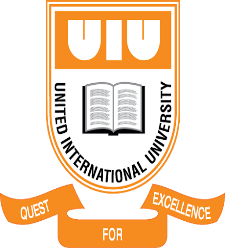 UIU
UNITED INTERNATIONAL UNIVERSITY
QUEST
FOR
EXCELLENCE